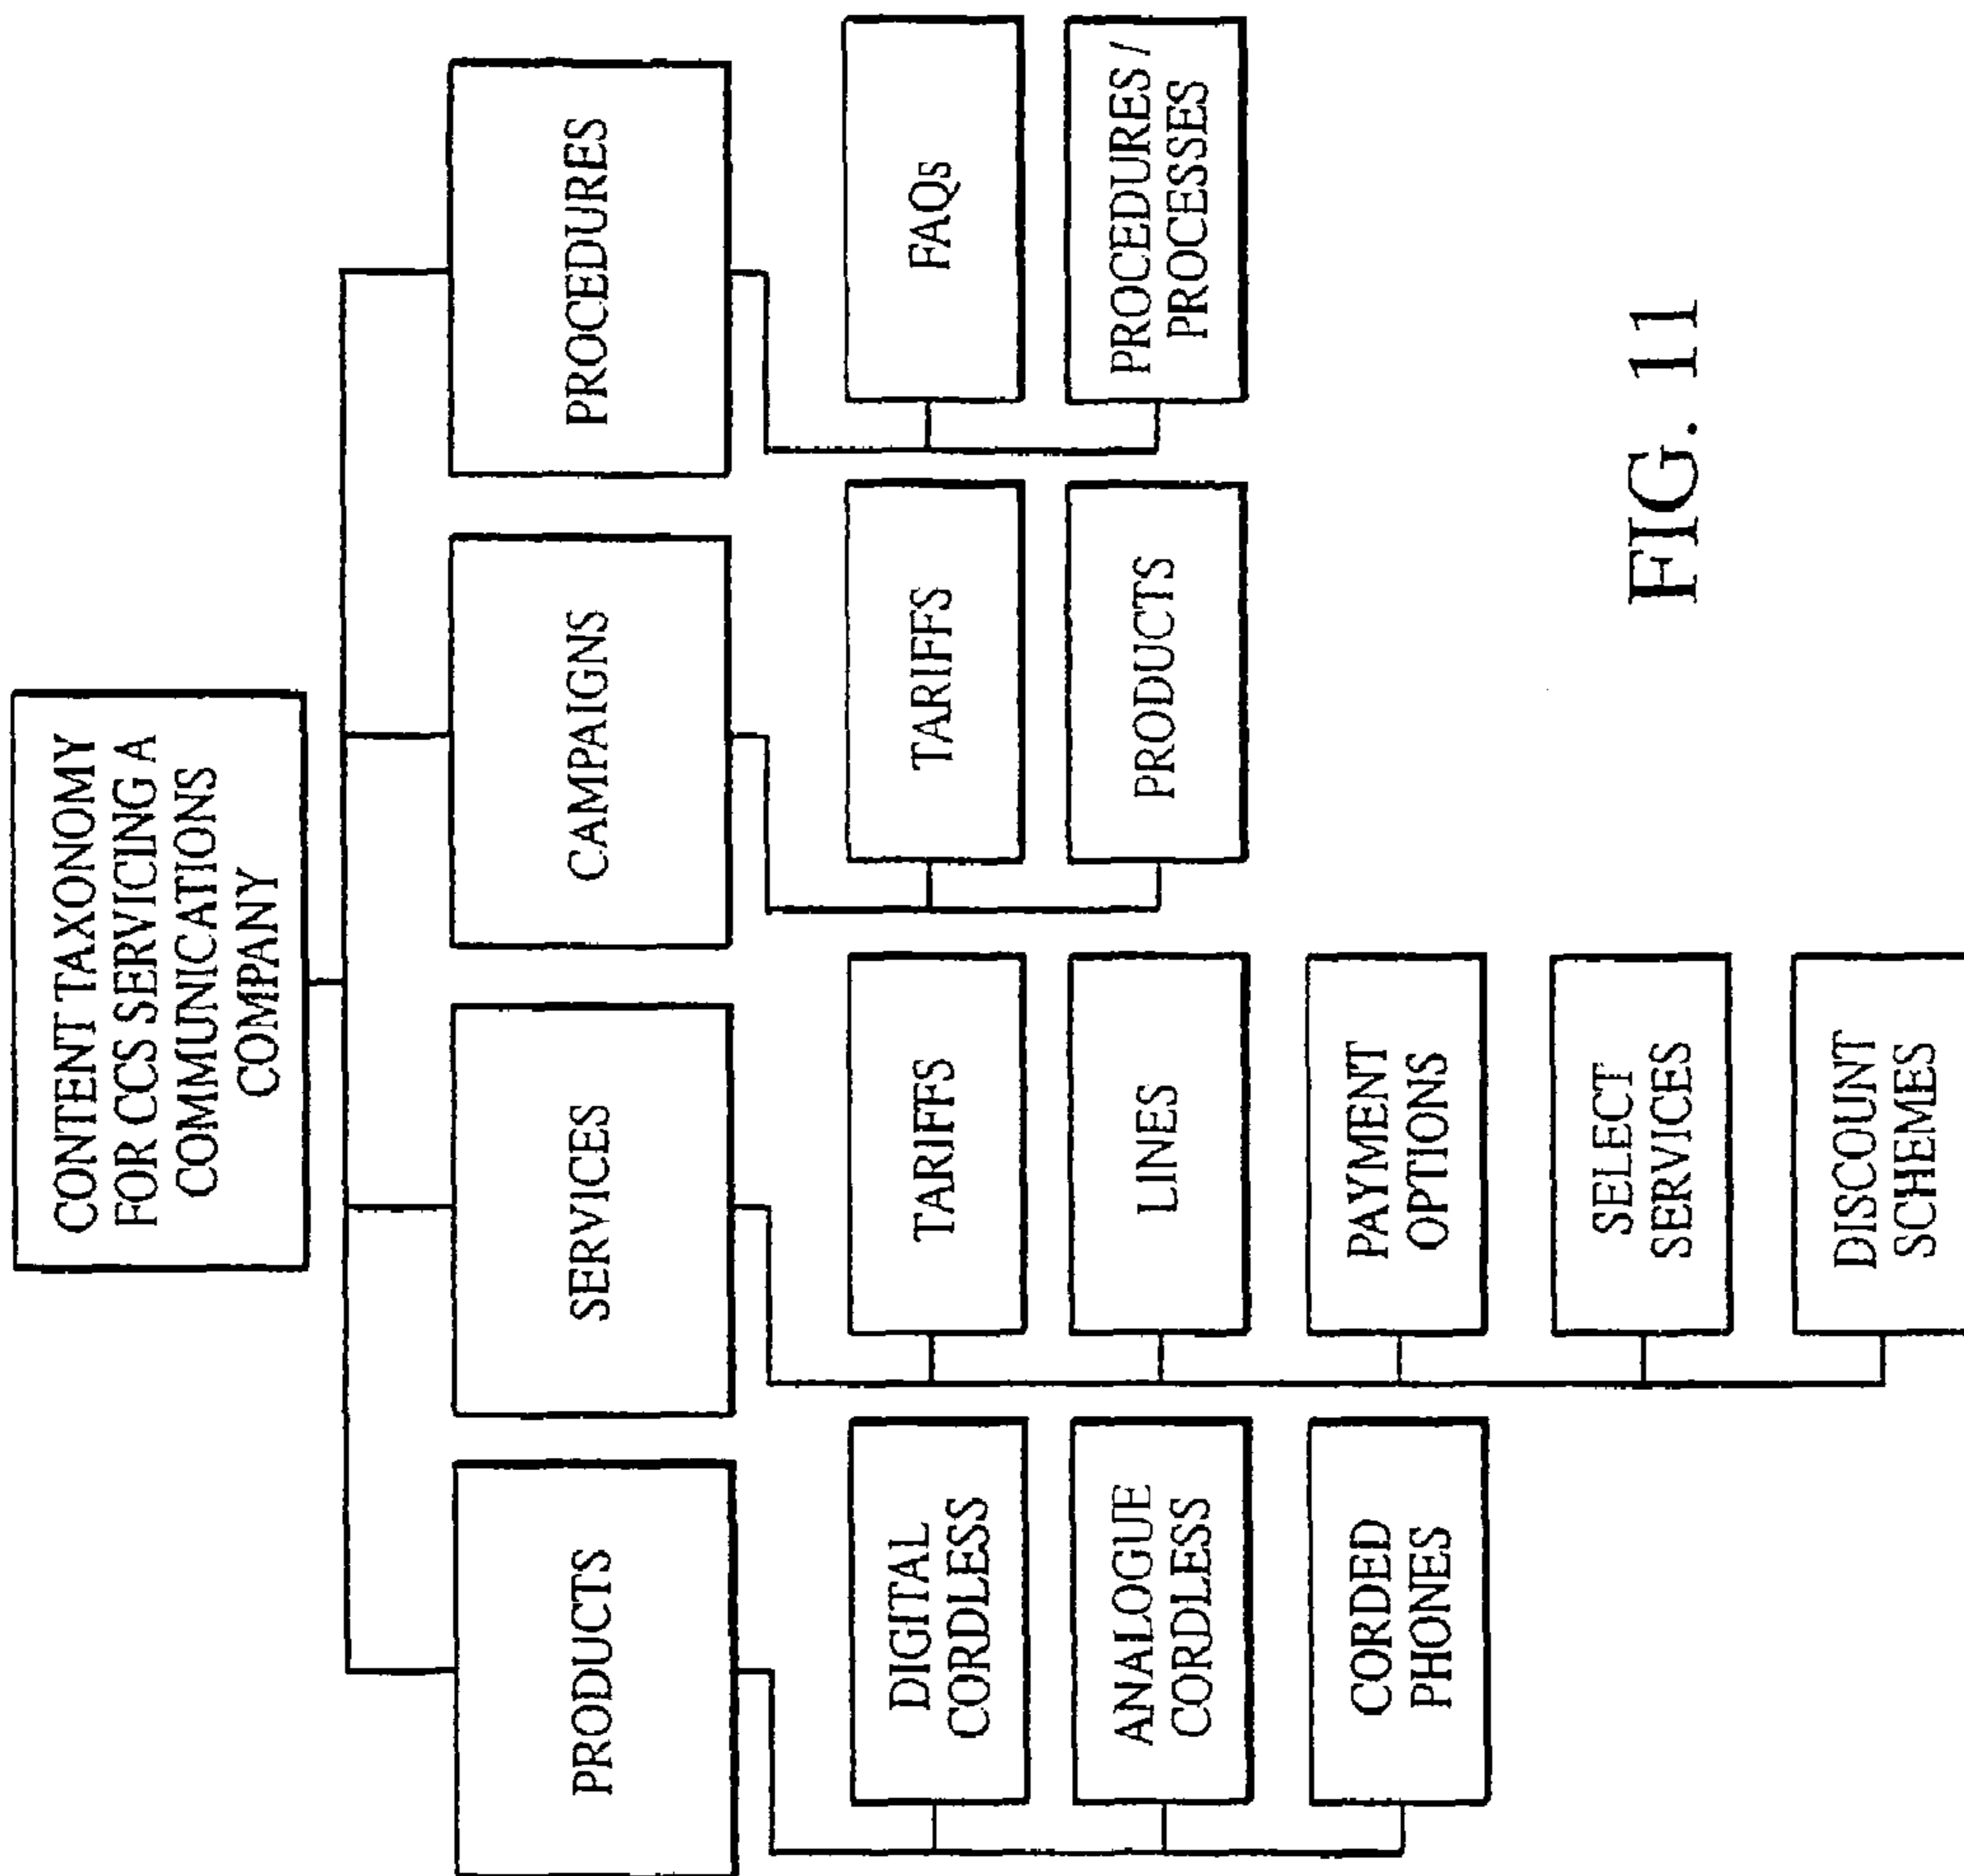 CONTENT TAXONOMY
FOR CCS SERVICING A
COMMUNICATIONS
COMPANY
PRODUCTS
SERVICES
CAMPAIGNS
PROCEDURES
DIGITAL
CORDLESS
ANALOGUE
CORDLESS
CORDED
PHONES
TARIFFS
LINES
PAYMENT
OPTIONS
SELECT
SERVICES
DISCOUNT
SCHEMES
TARIFFS
PRODUCTS
FAQs
PROCEDURES /
PROCESSES
FIG. 11